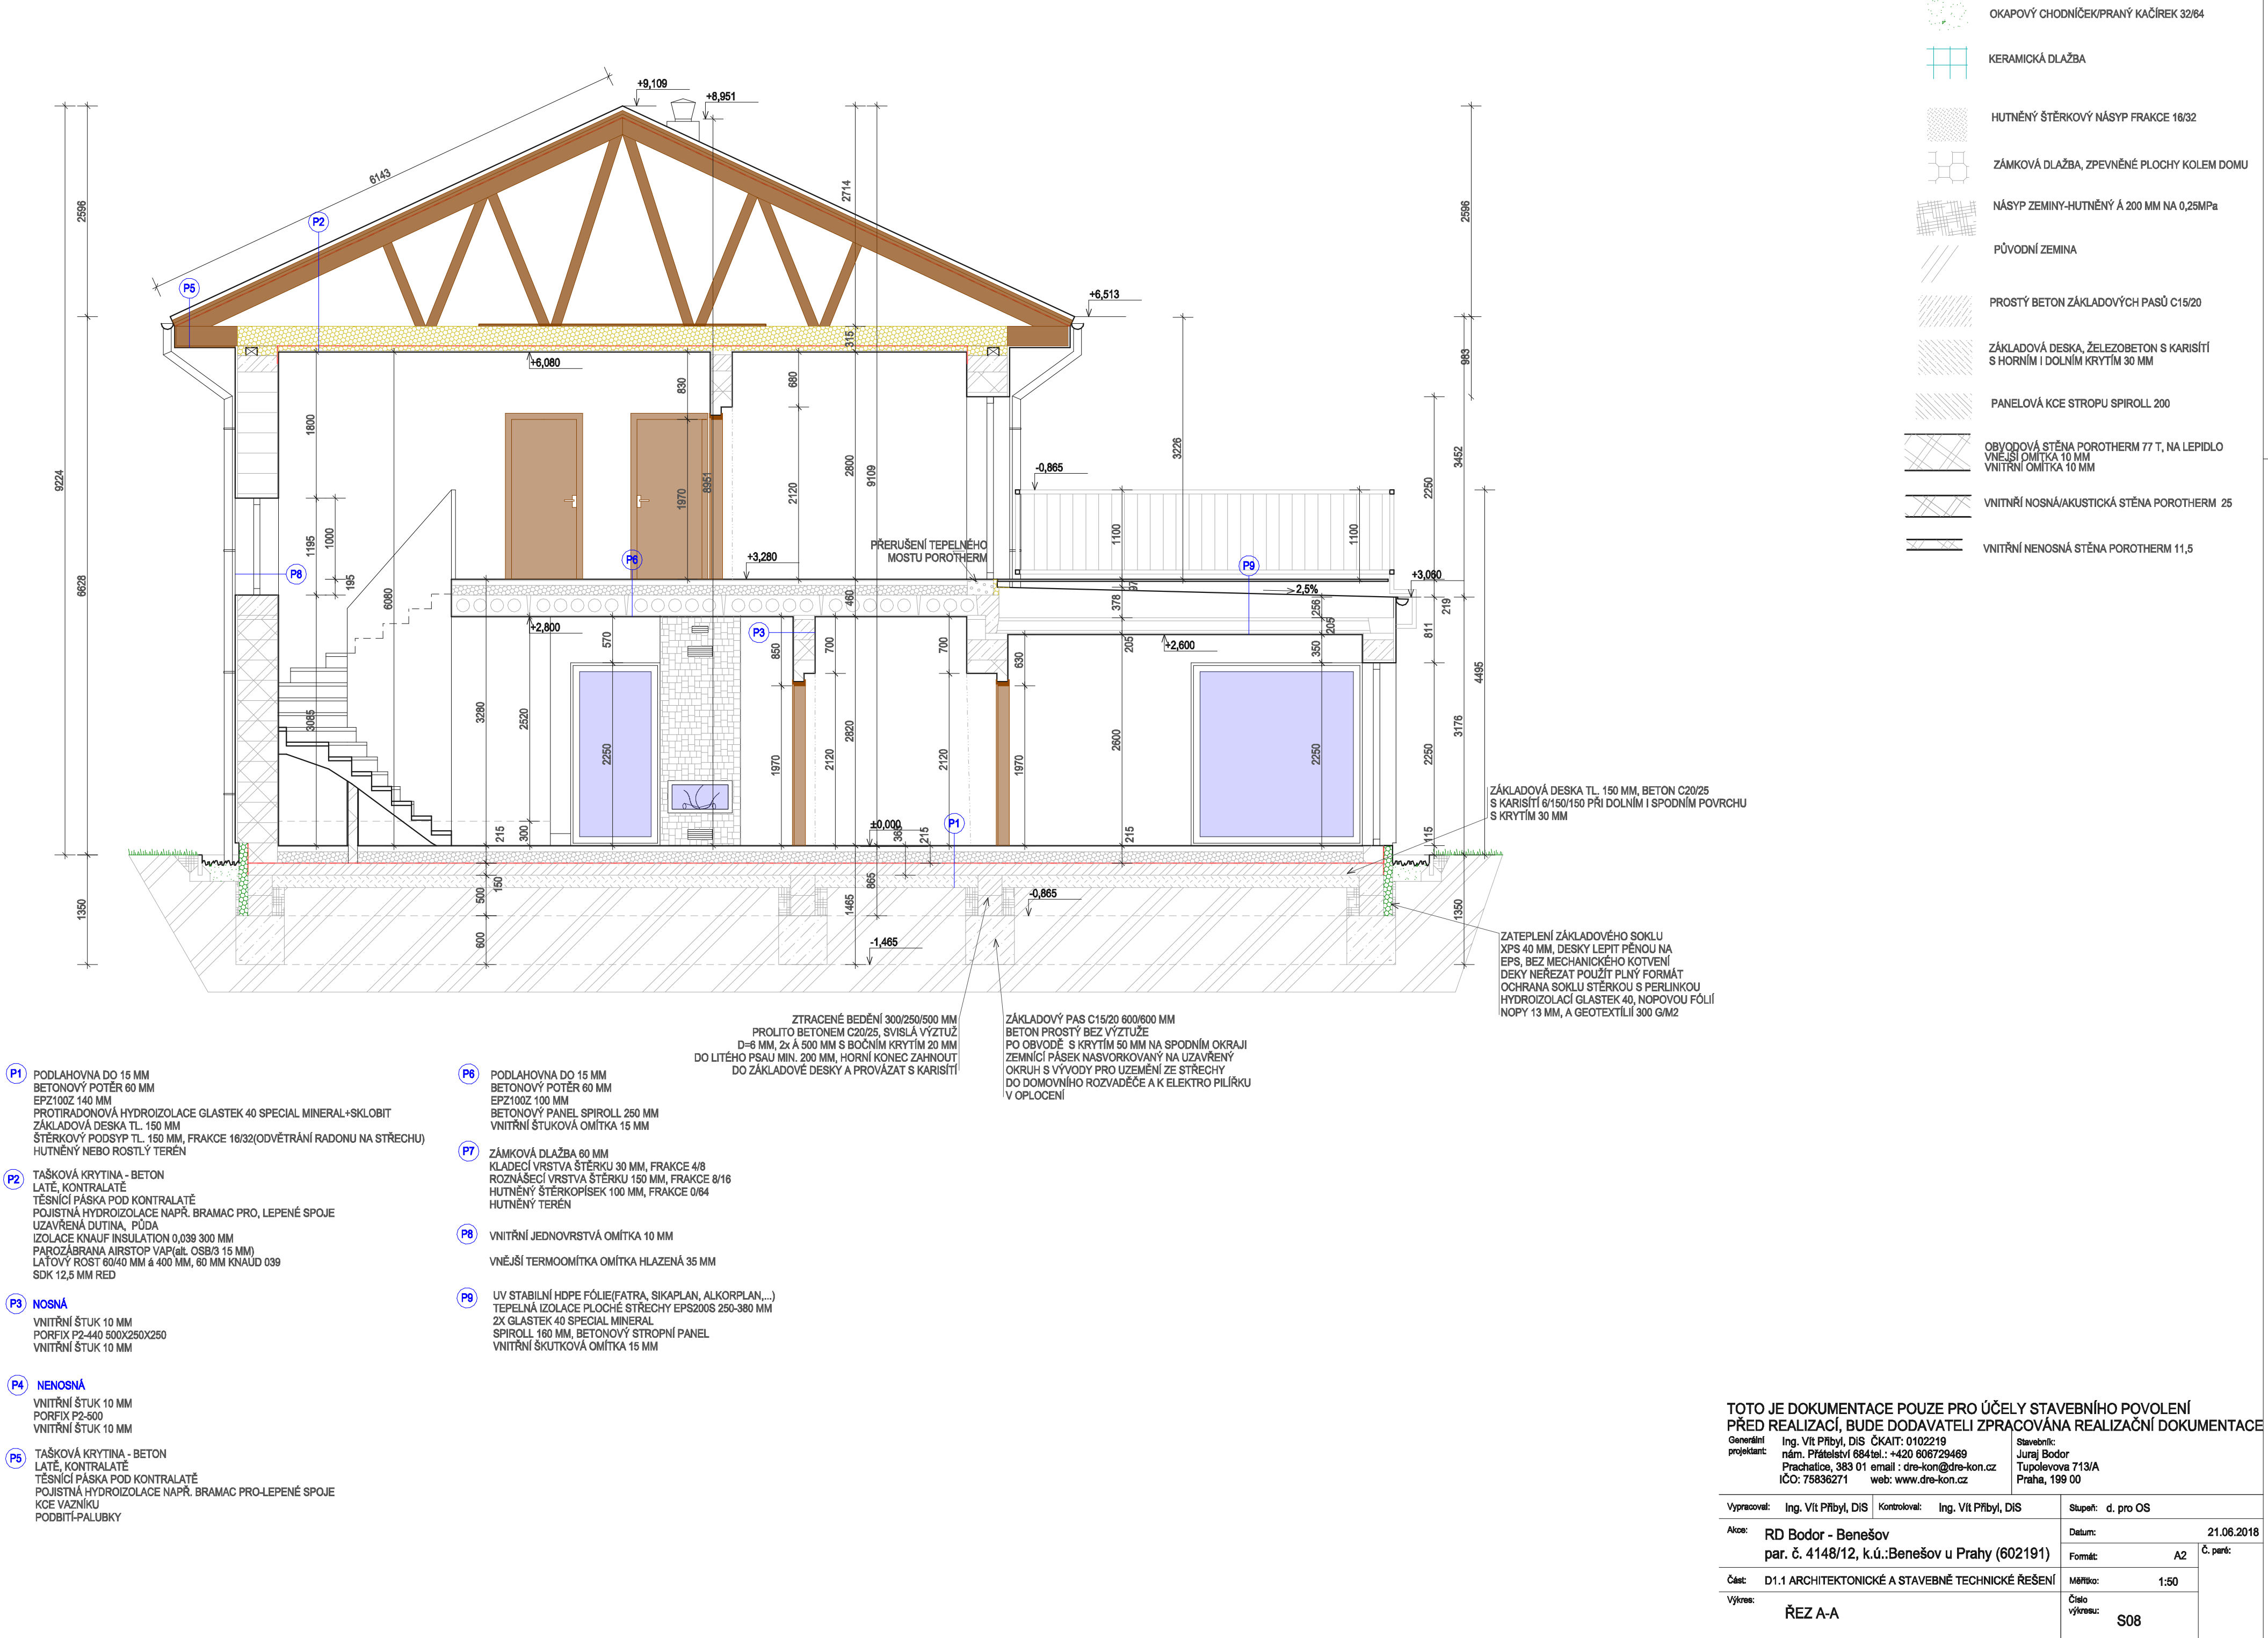 OKAPOVÝ CHODNÍČEK/PRANÝ KAČÍREK 32/64
KERAMICKÁ DLAŽBA
HUTNĚNÝ ŠTĚRKOVÝ NÁSYP FRAKCE 16/32
ZÁMKOVÁ DLAŽBA, ZPEVNĚNÉ PLOCHY KOLEM DOMU
NÁSYP ZEMINY-HUTNĚNÝ Á 200 MM NA 0,25MPa
PŮVODNÍ ZEMINA
PROSTÝ BETON ZÁKLADOVÝCH PASŮ C15/20
ZÁKLADOVÁ DESKA, ŽELEZOBETON S KARISÍTÍ
S HORNÍM I DOLNÍM KRYTÍM 30 MM
PANELOVÁ KCE STROPU SPIROLL 200
OBVODOVÁ STĚNA POROTHERM 77 T, NA LEPIDLO
VNĚJŠÍ OMÍTKA 10 MM
VNITŘNÍ OMÍTKA 10 MM
VNITNŘÍ NOSNÁ/AKUSTICKÁ STĚNA POROTHERM 25
VNITŘNÍ NENOSNÁ STĚNA POROTHERM 11,5
+9,109
+8,951
6143
2596
2714
2596
P2
P5
+6,513
315
+6,080
830
680
983
1800
9224
3226
3452
2800
9109
8951
-0,865
1970
2120
2250
1195
1000
1100
1100
PŘERUŠENÍ TEPELNÉHO
MOSTU POROTHERM
+3,280
P6
P9
P8
195
6628
6080
+3,060
97
2,5%
460
378
256
219
205
+2,800
P3
570
850
700
700
205
+2,600
350
811
630
4495
3085
3280
2520
2250
1970
2120
2820
2120
1970
2600
2250
2250
3176
ZÁKLADOVÁ DESKA TL. 150 MM, BETON C20/25
S KARISÍTÍ 6/150/150 PŘI DOLNÍM I SPODNÍM POVRCHU
S KRYTÍM 30 MM
±0,000
P1
215
300
365
215
215
115
500
150
865
-0,865
1350
1465
1350
600
-1,465
ZATEPLENÍ ZÁKLADOVÉHO SOKLU
XPS 40 MM, DESKY LEPIT PĚNOU NA
EPS, BEZ MECHANICKÉHO KOTVENÍ
DEKY NEŘEZAT POUŽÍT PLNÝ FORMÁT
OCHRANA SOKLU STĚRKOU S PERLINKOU
HYDROIZOLACÍ GLASTEK 40, NOPOVOU FÓLIÍ
NOPY 13 MM, A GEOTEXTÍLIÍ 300 G/M2
ZTRACENÉ BEDĚNÍ 300/250/500 MM
PROLITO BETONEM C20/25, SVISLÁ VÝZTUŽ
D=6 MM, 2x Á 500 MM S BOČNÍM KRYTÍM 20 MM
DO LITÉHO PSAU MIN. 200 MM, HORNÍ KONEC ZAHNOUT
DO ZÁKLADOVÉ DESKY A PROVÁZAT S KARISÍTÍ
ZÁKLADOVÝ PAS C15/20 600/600 MM
BETON PROSTÝ BEZ VÝZTUŽE
PO OBVODĚ S KRYTÍM 50 MM NA SPODNÍM OKRAJI
ZEMNÍCÍ PÁSEK NASVORKOVANÝ NA UZAVŘENÝ
OKRUH S VÝVODY PRO UZEMĚNÍ ZE STŘECHY
DO DOMOVNÍHO ROZVADĚČE A K ELEKTRO PILÍŘKU
V OPLOCENÍ
P1
PODLAHOVNA DO 15 MM
BETONOVÝ POTĚR 60 MM
EPZ100Z 140 MM
PROTIRADONOVÁ HYDROIZOLACE GLASTEK 40 SPECIAL MINERAL+SKLOBIT
ZÁKLADOVÁ DESKA TL. 150 MM
ŠTĚRKOVÝ PODSYP TL. 150 MM, FRAKCE 16/32(ODVĚTRÁNÍ RADONU NA STŘECHU)
HUTNĚNÝ NEBO ROSTLÝ TERÉN
P2
TAŠKOVÁ KRYTINA - BETON
LATĚ, KONTRALATĚ
TĚSNÍCÍ PÁSKA POD KONTRALATĚ
POJISTNÁ HYDROIZOLACE NAPŘ. BRAMAC PRO, LEPENÉ SPOJE
UZAVŘENÁ DUTINA, PŮDA
IZOLACE KNAUF INSULATION 0,039 300 MM
PAROZÁBRANA AIRSTOP VAP(alt. OSB/3 15 MM)
LAŤOVÝ ROST 60/40 MM á 400 MM, 60 MM KNAUD 039
SDK 12,5 MM RED
P3 NOSNÁ
VNITŘNÍ ŠTUK 10 MM
PORFIX P2-440 500X250X250
VNITŘNÍ ŠTUK 10 MM
P4 NENOSNÁ
VNITŘNÍ ŠTUK 10 MM
PORFIX P2-500
VNITŘNÍ ŠTUK 10 MM
P5
TAŠKOVÁ KRYTINA - BETON
LATĚ, KONTRALATĚ
TĚSNÍCÍ PÁSKA POD KONTRALATĚ
POJISTNÁ HYDROIZOLACE NAPŘ. BRAMAC PRO-LEPENÉ SPOJE
KCE VAZNÍKU
PODBITÍ-PALUBKY
P6
PODLAHOVNA DO 15 MM
BETONOVÝ POTĚR 60 MM
EPZ100Z 100 MM
BETONOVÝ PANEL SPIROLL 250 MM
VNITŘNÍ ŠTUKOVÁ OMÍTKA 15 MM
P7
ZÁMKOVÁ DLAŽBA 60 MM
KLADECÍ VRSTVA ŠTĚRKU 30 MM, FRAKCE 4/8
ROZNÁŠECÍ VRSTVA ŠTĚRKU 150 MM, FRAKCE 8/16
HUTNĚNÝ ŠTĚRKOPÍSEK 100 MM, FRAKCE 0/64
HUTNĚNÝ TERÉN
P8
VNITŘNÍ JEDNOVRSTVÁ OMÍTKA 10 MM
VNĚJŠÍ TERMOOMÍTKA OMÍTKA HLAZENÁ 35 MM
P9
UV STABILNÍ HDPE FÓLIE(FATRA, SIKAPLAN, ALKORPLAN,...)
TEPELNÁ IZOLACE PLOCHÉ STŘECHY EPS200S 250-380 MM
2X GLASTEK 40 SPECIAL MINERAL
SPIROLL 160 MM, BETONOVÝ STROPNÍ PANEL
VNITŘNÍ ŠKUTKOVÁ OMÍTKA 15 MM
TOTO JE DOKUMENTACE POUZE PRO ÚČELY STAVEBNÍHO POVOLENÍ
PŘED REALIZACÍ, BUDE DODAVATELI ZPRACOVÁNA REALIZAČNÍ DOKUMENTACE
Generální
projektant:
Ing. Vít Přibyl, DiS ČKAIT: 0102219
nám. Přátelství 684tel.: +420 606729469
Prachatice, 383 01 email : dre-kon@dre-kon.cz
IČO: 75836271 web: www.dre-kon.cz
Stavebník:
Juraj Bodor
Tupolevova 713/A
Praha, 199 00
Vypracoval: Ing. Vít Přibyl, DiS Kontroloval: Ing. Vít Přibyl, DiS Stupeň: d. pro OS
Akce: RD Bodor - Benešov
par. č. 4148/12, k.ú.:Benešov u Prahy (602191)
Datum: 21.06.2018
Formát: A2 Č. paré:
Část: D1.1 ARCHITEKTONICKÉ A STAVEBNĚ TECHNICKÉ ŘEŠENÍ Měřítko: 1:50
Výkres: ŘEZ A-A
Číslo
výkresu: S08